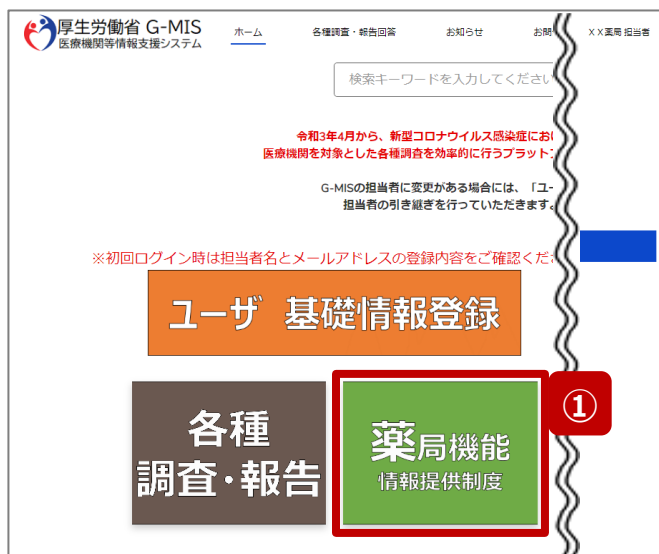 厚生労働省 G-MIS
医療機関等情報支援システム
ホーム
各種調査・報告回答
お知らせ
お問
XX薬局 担当者
検索キーワードを入力してください
令和3年4月から、新型コロナウイルス感染症にお
医療機関を対象とした各種調査を効率的に行うプラット
G-MISの担当者に変更がある場合には、「ユー
担当者の引き継ぎを行っていただきます。
※初回ログイン時は担当者名とメールアドレスの登録内容をご確認くだ
ユーザ 基礎情報登録
各種
調査・報告
薬局機能
情報提供制度
①